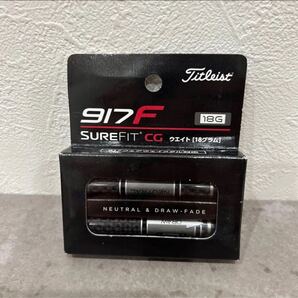 Titleist
917F
18G
SUREFIT® CG
ウエイト [18グラム]
NEUTRAL & DRAW-FADE